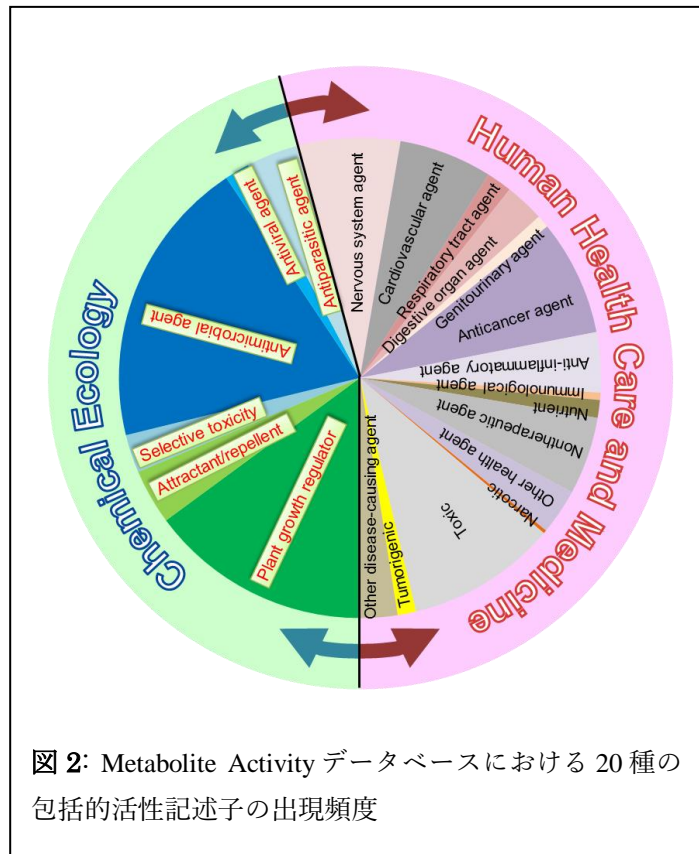 Human Health Care and Medicine
Chemical Ecology
Nervous system agent
Cardiovascular agent
Respiratory tract agent
Digestive organ agent
Genitourinary agent
Anticancer agent
Anti-inflammatory agent
Immunological agent
Nutrient
Nontherapeutic agent
Other health agent
Narcotic
Toxic
Tumorigenic
Other disease-causing agent
Plant growth regulator
Attractant/repellent
Selective toxicity
Antimicrobial agent
Antiviral agent
Antiparasitic agent
図 2: Metabolite Activity データベースにおける 20 種の
包括的活性記述子の出現頻度